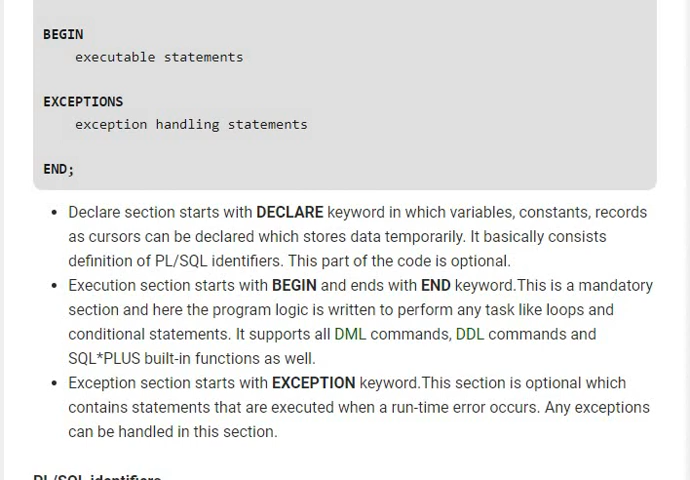 BEGIN
executable statements
EXCEPTIONS
exception handling statements
END;
• Declare section starts with DECLARE keyword in which variables, constants, records
as cursors can be declared which stores data temporarily. It basically consists
definition of PL/SQL identifiers. This part of the code is optional.
• Execution section starts with BEGIN and ends with END keyword.This is a mandatory
section and here the program logic is written to perform any task like loops and
conditional statements. It supports all DML commands, DDL commands and
SQL*PLUS built-in functions as well.
• Exception section starts with EXCEPTION keyword.This section is optional which
contains statements that are executed when a run-time error occurs. Any exceptions
can be handled in this section.
PL/SQL identifiers